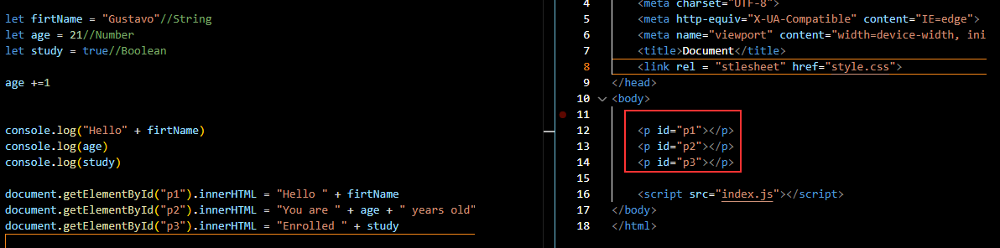 let firtName = "Gustavo"//String
let age = 21//Number
let study = true//Boolean
age +=1
console.log("Hello" + firtName)
console.log(age)
console.log(study)
document.getElementById("p1").innerHTML = "Hello " + firtName
document.getElementById("p2").innerHTML = "You are " + age + " years old"
document.getElementById("p3").innerHTML = "Enrolled " + study
4 <meta charset="UTF-8">
5 <meta http-equiv="X-UA-Compatible" content="IE=edge">
6 <meta name="viewport" content="width=device-width, ini
7 <title>Document</title>
8 <link rel = "stlesheet" href="style.css">
9 </head>
10 <body>
11
12 <p id="p1"></p>
13 <p id="p2"></p>
14 <p id="p3"></p>
15
16 <script src="index.js"></script>
17 </body>
18 </html>